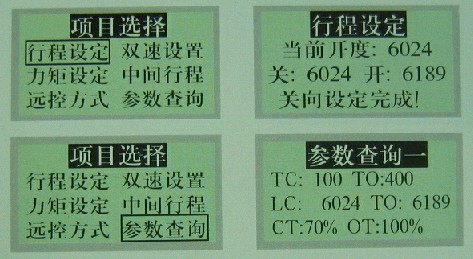 项目选择
行程设定 双速设置
力矩设定 中间行程
远控方式 参数查询
行程设定
当前开度: 6024
关: 6024 开: 6189
关向设定完成!
项目选择
行程设定 双速设置
力矩设定 中间行程
远控方式 参数查询
参数查询一
TC: 100 TO:400
LC: 6024 TO: 6189
CT:70% OT:100%